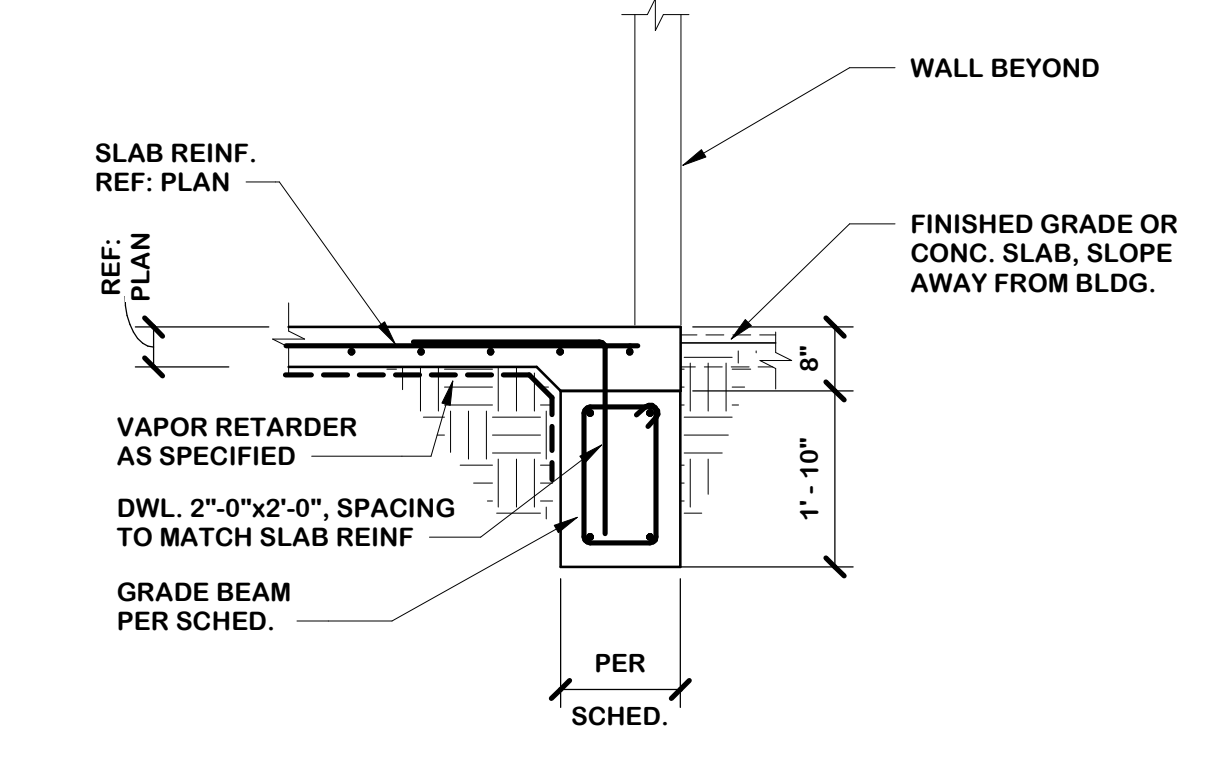 WALL BEYOND
SLAB REINF.
REF: PLAN
FINISHED GRADE OR
CONC. SLAB, SLOPE
AWAY FROM BLDG.
REF:
PLAN
8"
VAPOR RETARDER
AS SPECIFIED
1' - 10"
DWL. 2"-0"x2'-0", SPACING
TO MATCH SLAB REINF
GRADE BEAM
PER SCHED.
PER
SCHED.